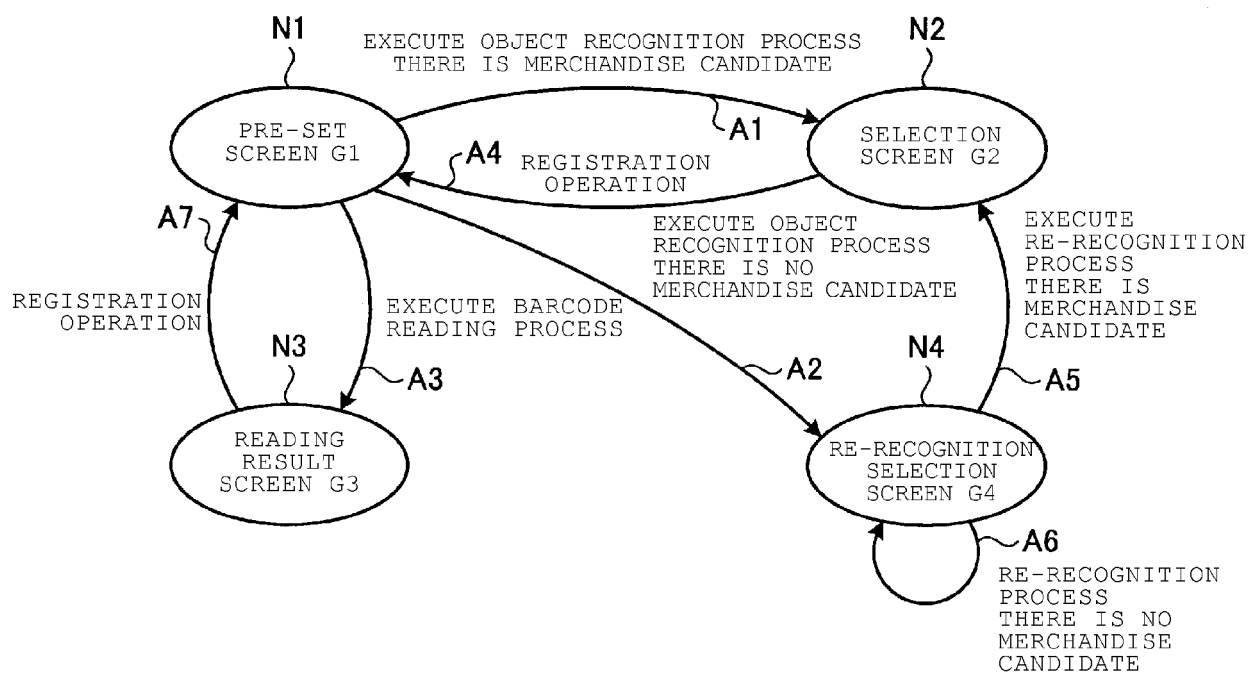 N1
EXECUTE OBJECT RECOGNITION PROCESS
THERE IS MERCHANDISE CANDIDATE
N2
PRE-SET
SCREEN G1
A1
SELECTION
SCREEN G2
A4
REGISTRATION
OPERATION
A7
EXECUTE OBJECT
RECOGNITION PROCESS
THERE IS NO
MERCHANDISE CANDIDATE
EXECUTE
RE-RECOGNITION
PROCESS
THERE IS
MERCHANDISE
CANDIDATE
REGISTRATION
OPERATION
EXECUTE BARCODE
READING PROCESS
N3
A3
A2
N4
A5
READING
RESULT
SCREEN G3
RE-RECOGNITION
SELECTION
SCREEN G4
A6
RE-RECOGNITION
PROCESS
THERE IS NO
MERCHANDISE
CANDIDATE